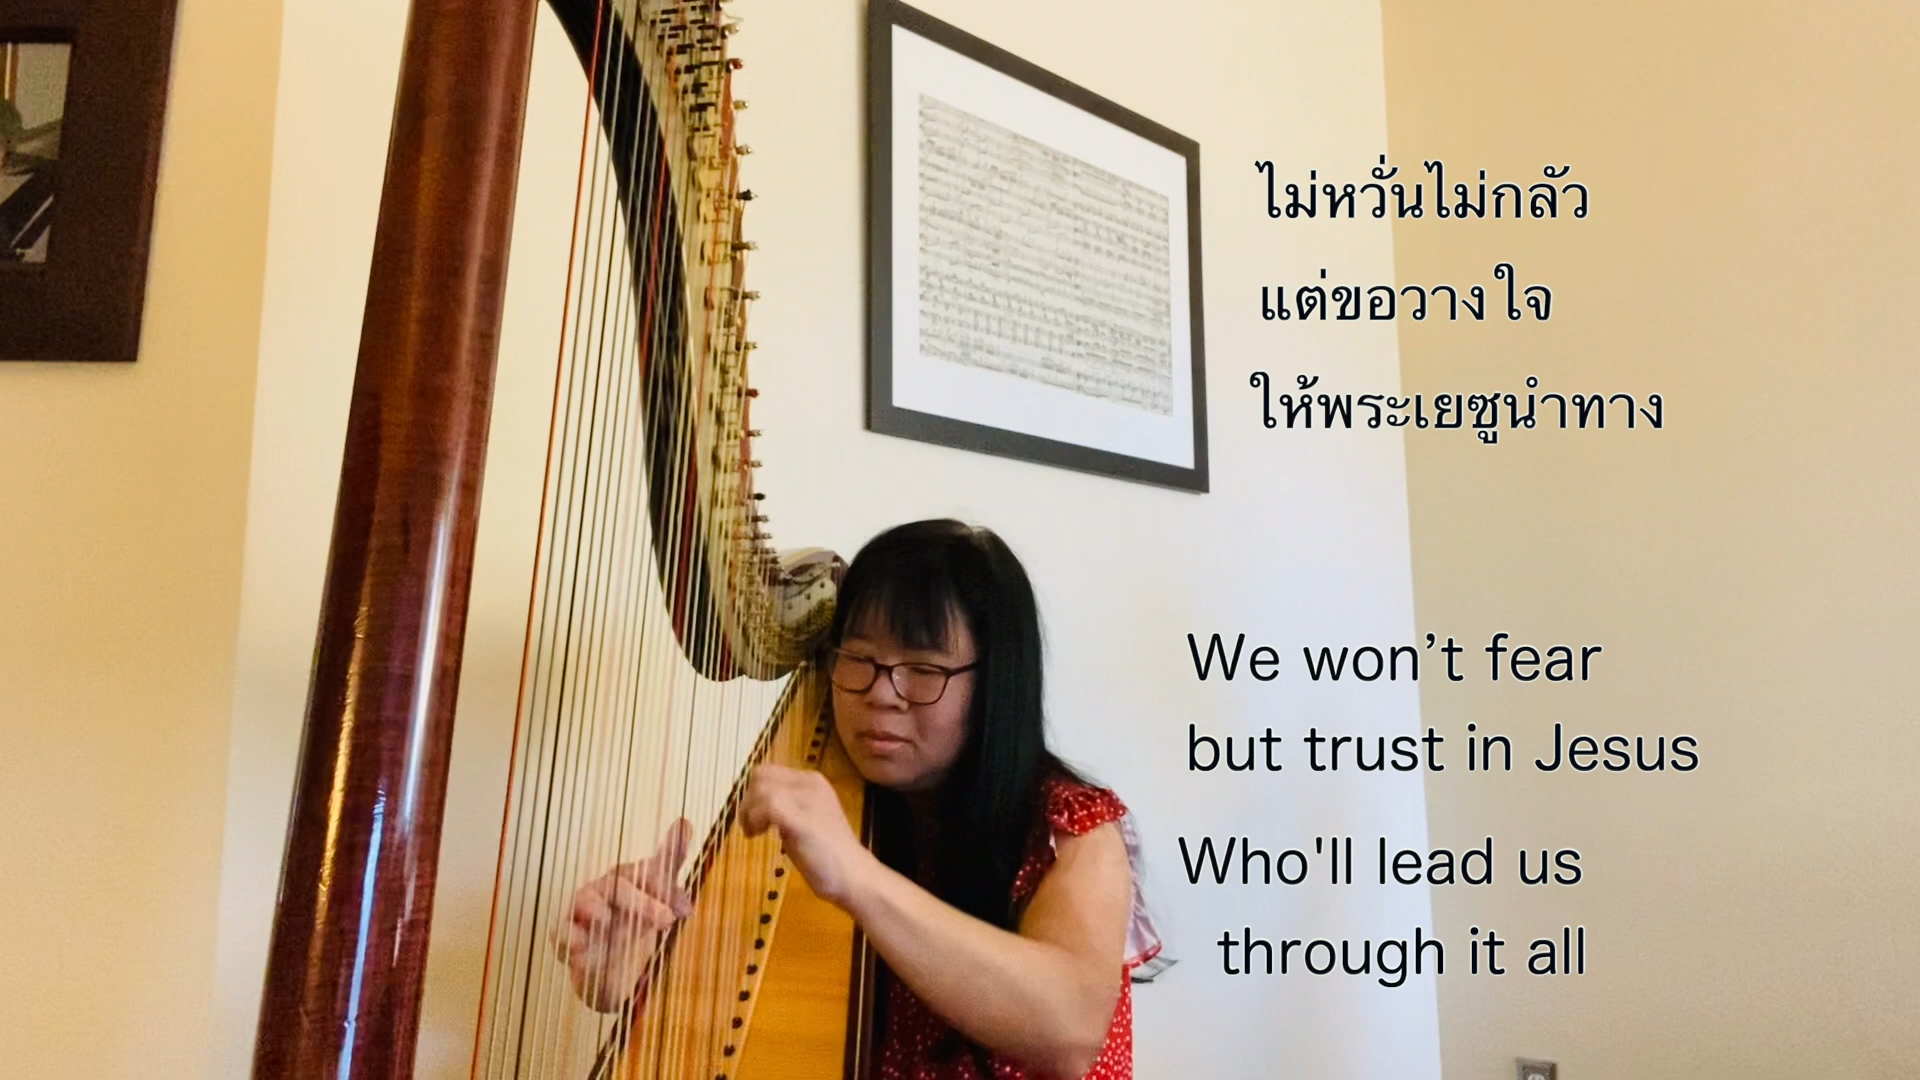 ไม่หวั่นไม่กลัว
แต่ขอวางใจ
ให้พระเยซูนำทาง
We won’t fear
but trust in Jesus
Who'll lead us
through it all